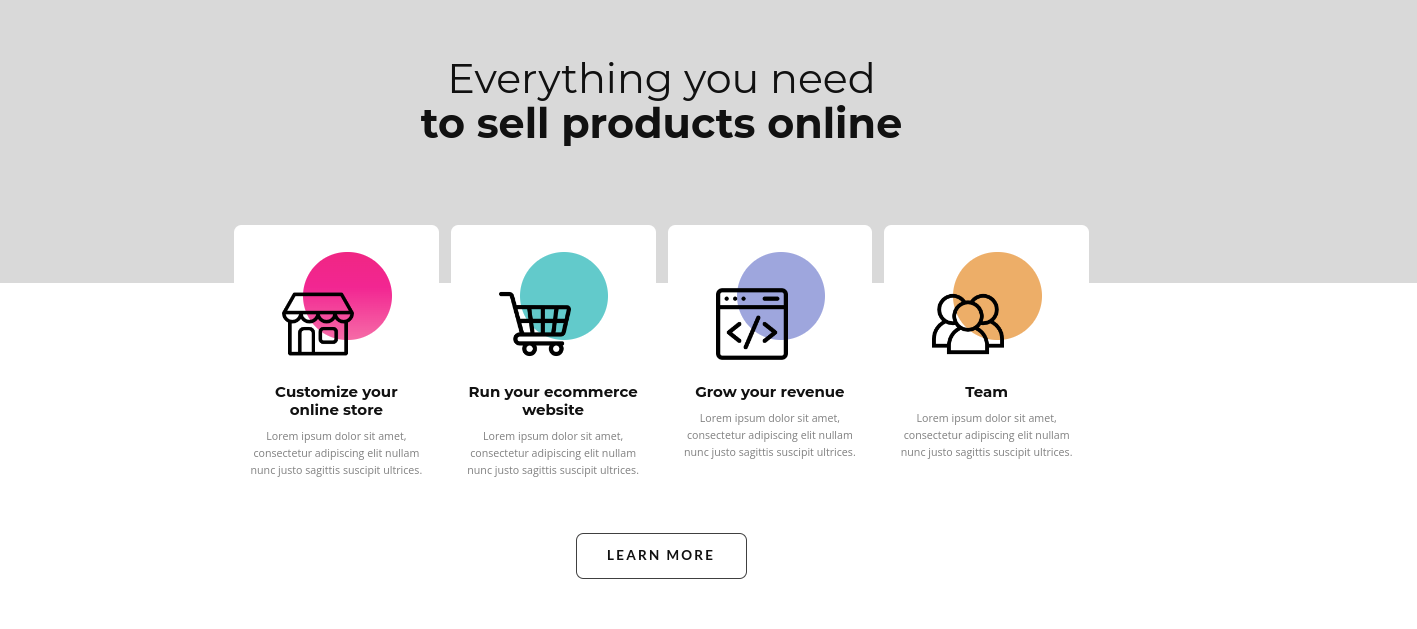 Everything you need
to sell products online
Customize your
online store
Lorem ipsum dolor sit amet,
consectetur adipiscing elit nullam
nunc justo sagittis suscipit ultrices.
Run your ecommerce
website
Lorem ipsum dolor sit amet,
consectetur adipiscing elit nullam
nunc justo sagittis suscipit ultrices.
Grow your revenue
Lorem ipsum dolor sit amet,
consectetur adipiscing elit nullam
nunc justo sagittis suscipit ultrices.
Team
Lorem ipsum dolor sit amet,
consectetur adipiscing elit nullam
nunc justo sagittis suscipit ultrices.
LEARN MORE